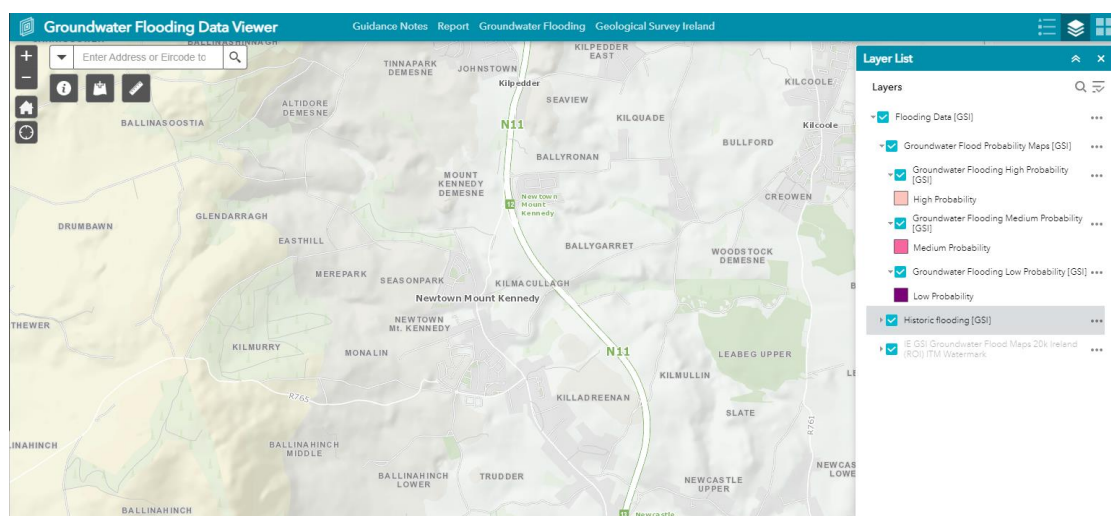 Groundwater Flooding Data Viewer
Guidance Notes Report Groundwater Flooding Geological Survey Ireland
Enter Address or Eircode to
BALLINASHINNAGH
KILPEDDER
EAST
TINNAPARK
DEMESNE
JOHNSTOWN
Kilpedder
KILCOOLE
SEAVIEW
ALTIDORE
DEMESNE
BALLINASOOSTIA
N11
KILQUADE
Kilcoole
BULLFORD
BALLYRONAN
MOUNT
KENNEDY
DEMESNE
12
Newtown
Mount
Kennedy
CREOWEN
GLENDARRAGH
DRUMBAWN
EASTHILL
BALLYGARRET
WOODSTOCK
DEMESNE
MEREPARK
SEASONPARK
KILMACULLAGH
Newtown Mount Kennedy
THEWER
NEWTOWN
Mt. KENNEDY
KILMURRY
MONALIN
N11
LEABEG UPPER
KILMULLIN
R765
KILLADREENAN
SLATE
R761
INAHINCH
BALLINAHINCH
MIDDLE
BALLINAHINCH
LOWER
TRUDDER
NEWCASTLE
UPPER
NEWCAS
LOWE
BALLINAHINCH
Newcastle
Layer List
Layers
Flooding Data [GSI]
Groundwater Flood Probability Maps [GSI]
Groundwater Flooding High Probability
[GSI]
High Probability
Groundwater Flooding Medium Probability
[GSI]
Medium Probability
Groundwater Flooding Low Probability [GSI]
Low Probability
Historic flooding [GSI]
IE GSI Groundwater Flood Maps 20k Ireland
(ROI) ITM Watermark